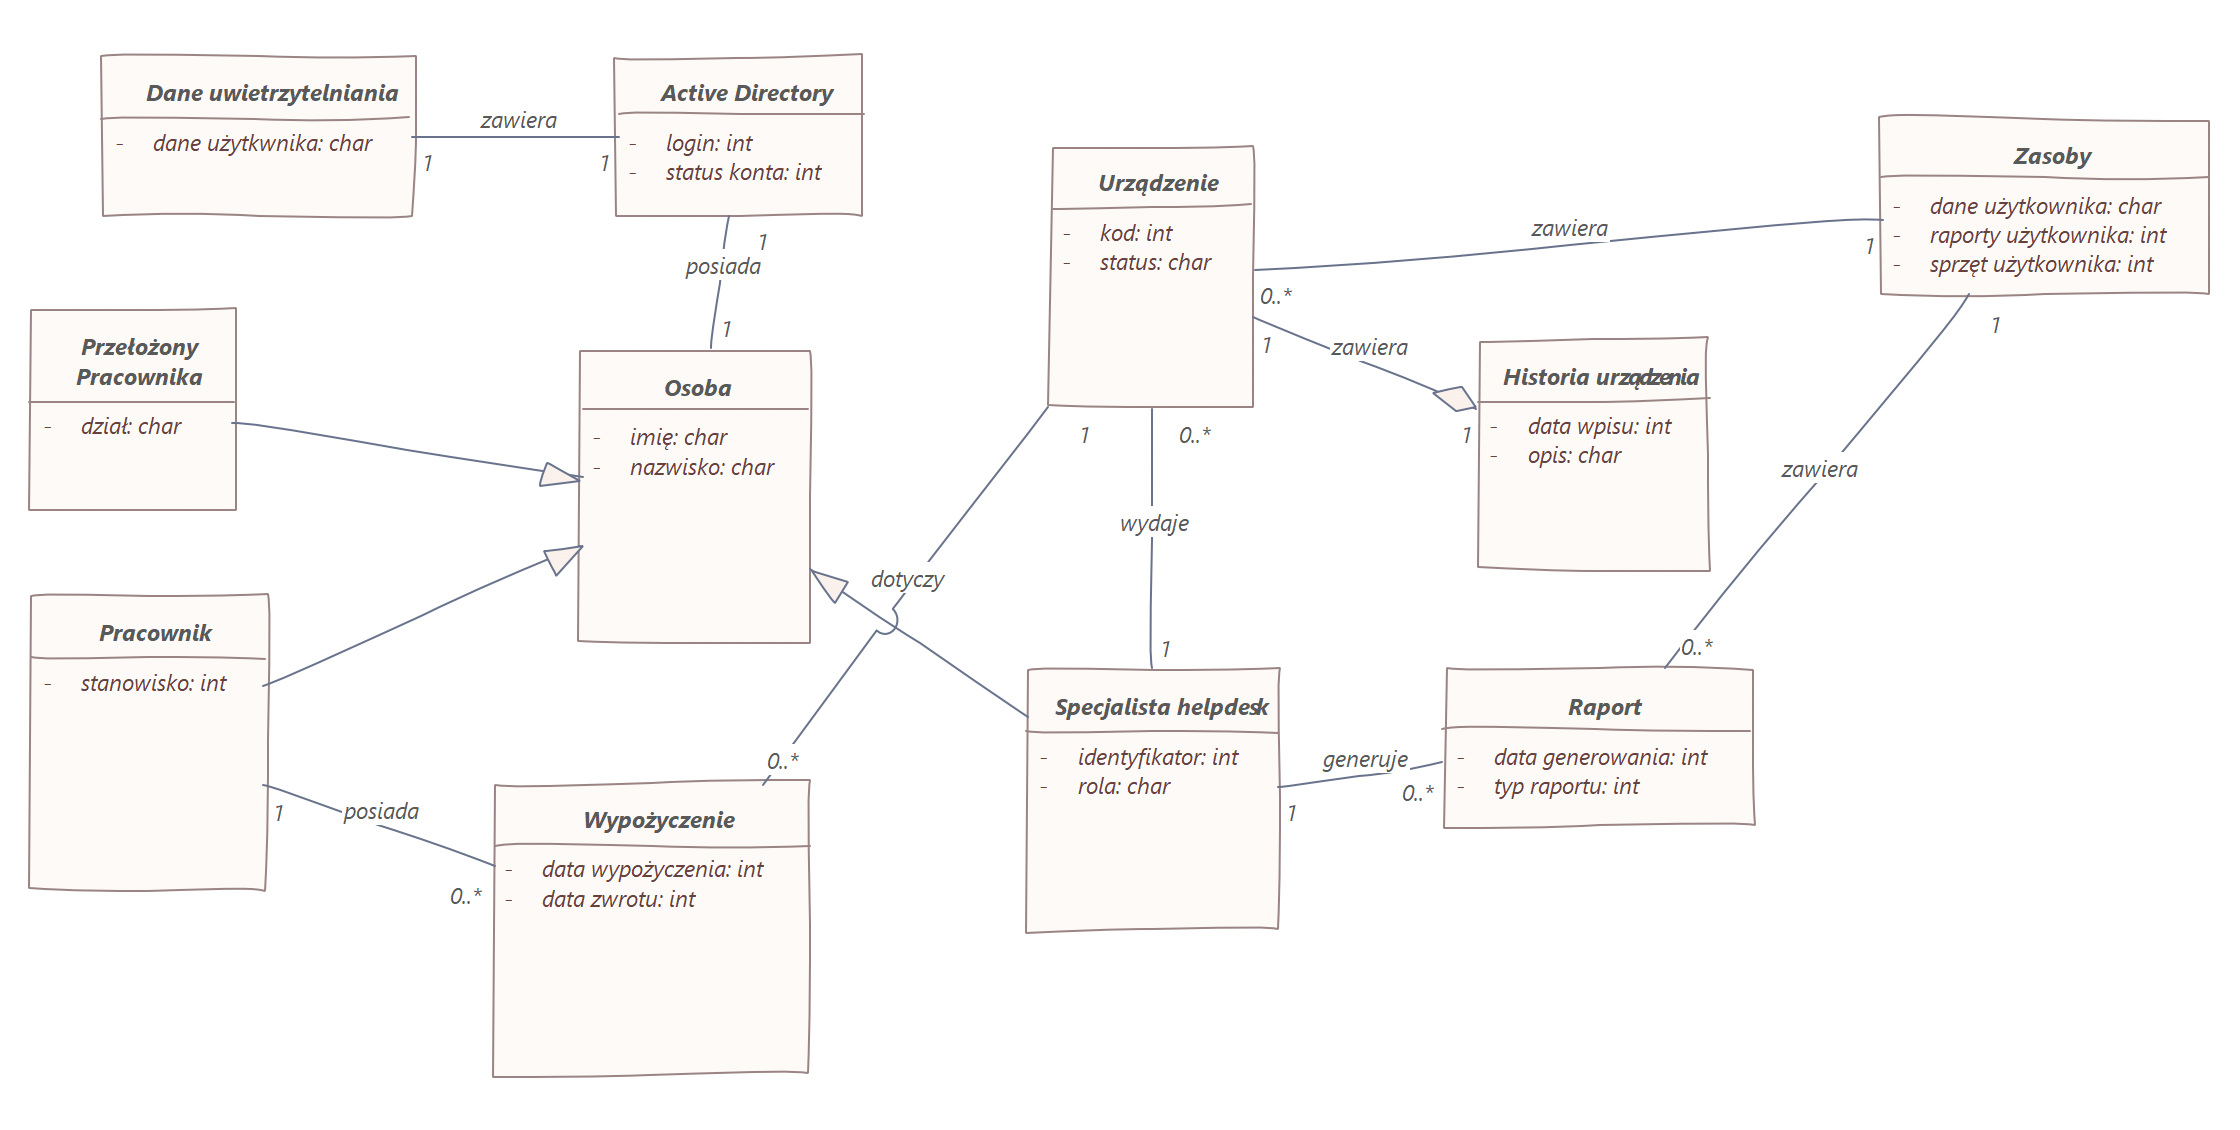 Dane uwietrzytelniania
- dane użytkwnika: char
zawiera
1
1
Active Directory
- login: int
- status konta: int
1
posiada
1
Przełożony
Pracownika
- dział: char
Osoba
- imię: char
- nazwisko: char
Pracownik
- stanowisko: int
1
posiada
0..*
Wypożyczenie
- data wypożyczenia: int
- data zwrotu: int
0..*
dotyczy
1
Urządzenie
- kod: int
- status: char
0..*
zawiera
1
Zasoby
- dane użytkownika: char
- raporty użytkownika: int
- sprzęt użytkownika: int
1
zawiera
1
Historia urządzenia
- data wpisu: int
- opis: char
0..*
wydaje
1
Specjalista helpdesk
- identyfikator: int
- rola: char
1
generuje
0..*
Raport
- data generowania: int
- typ raportu: int
0..*
zawiera
1